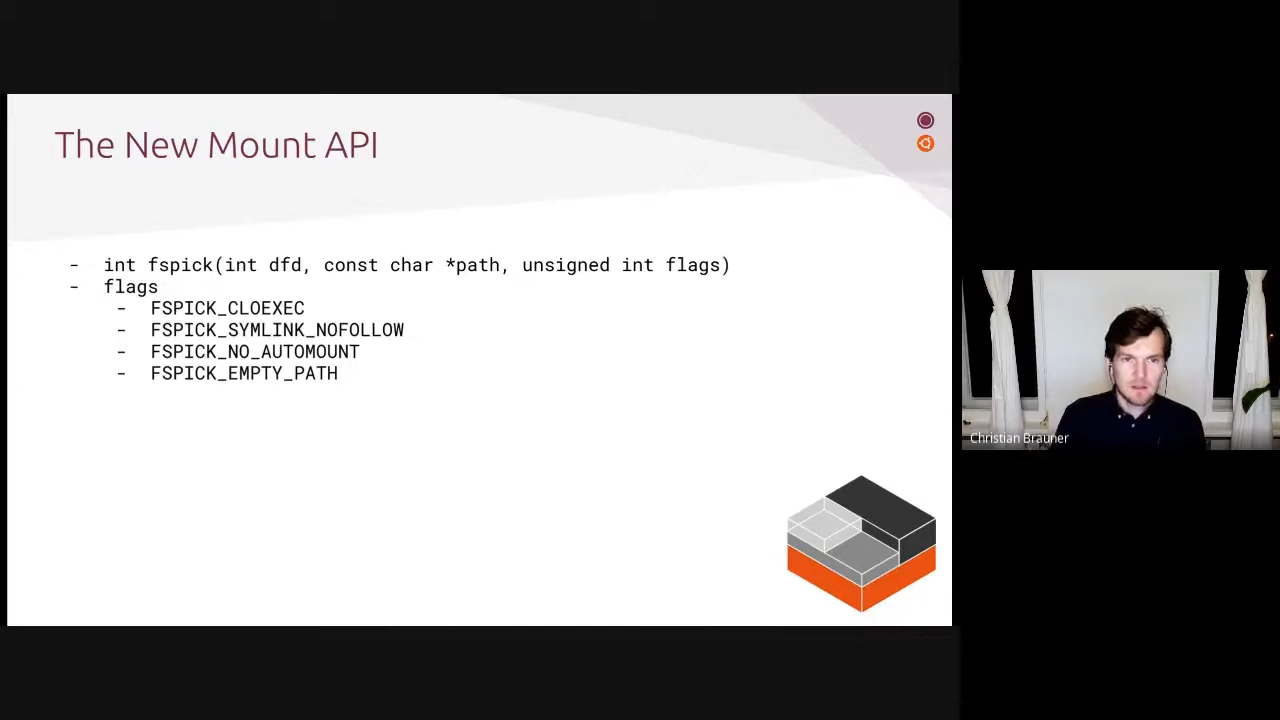 The New Mount API
- int fspick(int dfd, const char *path, unsigned int flags)
- flags
- FSPICK_CLOEXEC
- FSPICK_SYMLINK_NOFOLLOW
- FSPICK_NO_AUTOMOUNT
- FSPICK_EMPTY_PATH
Christian Brauner